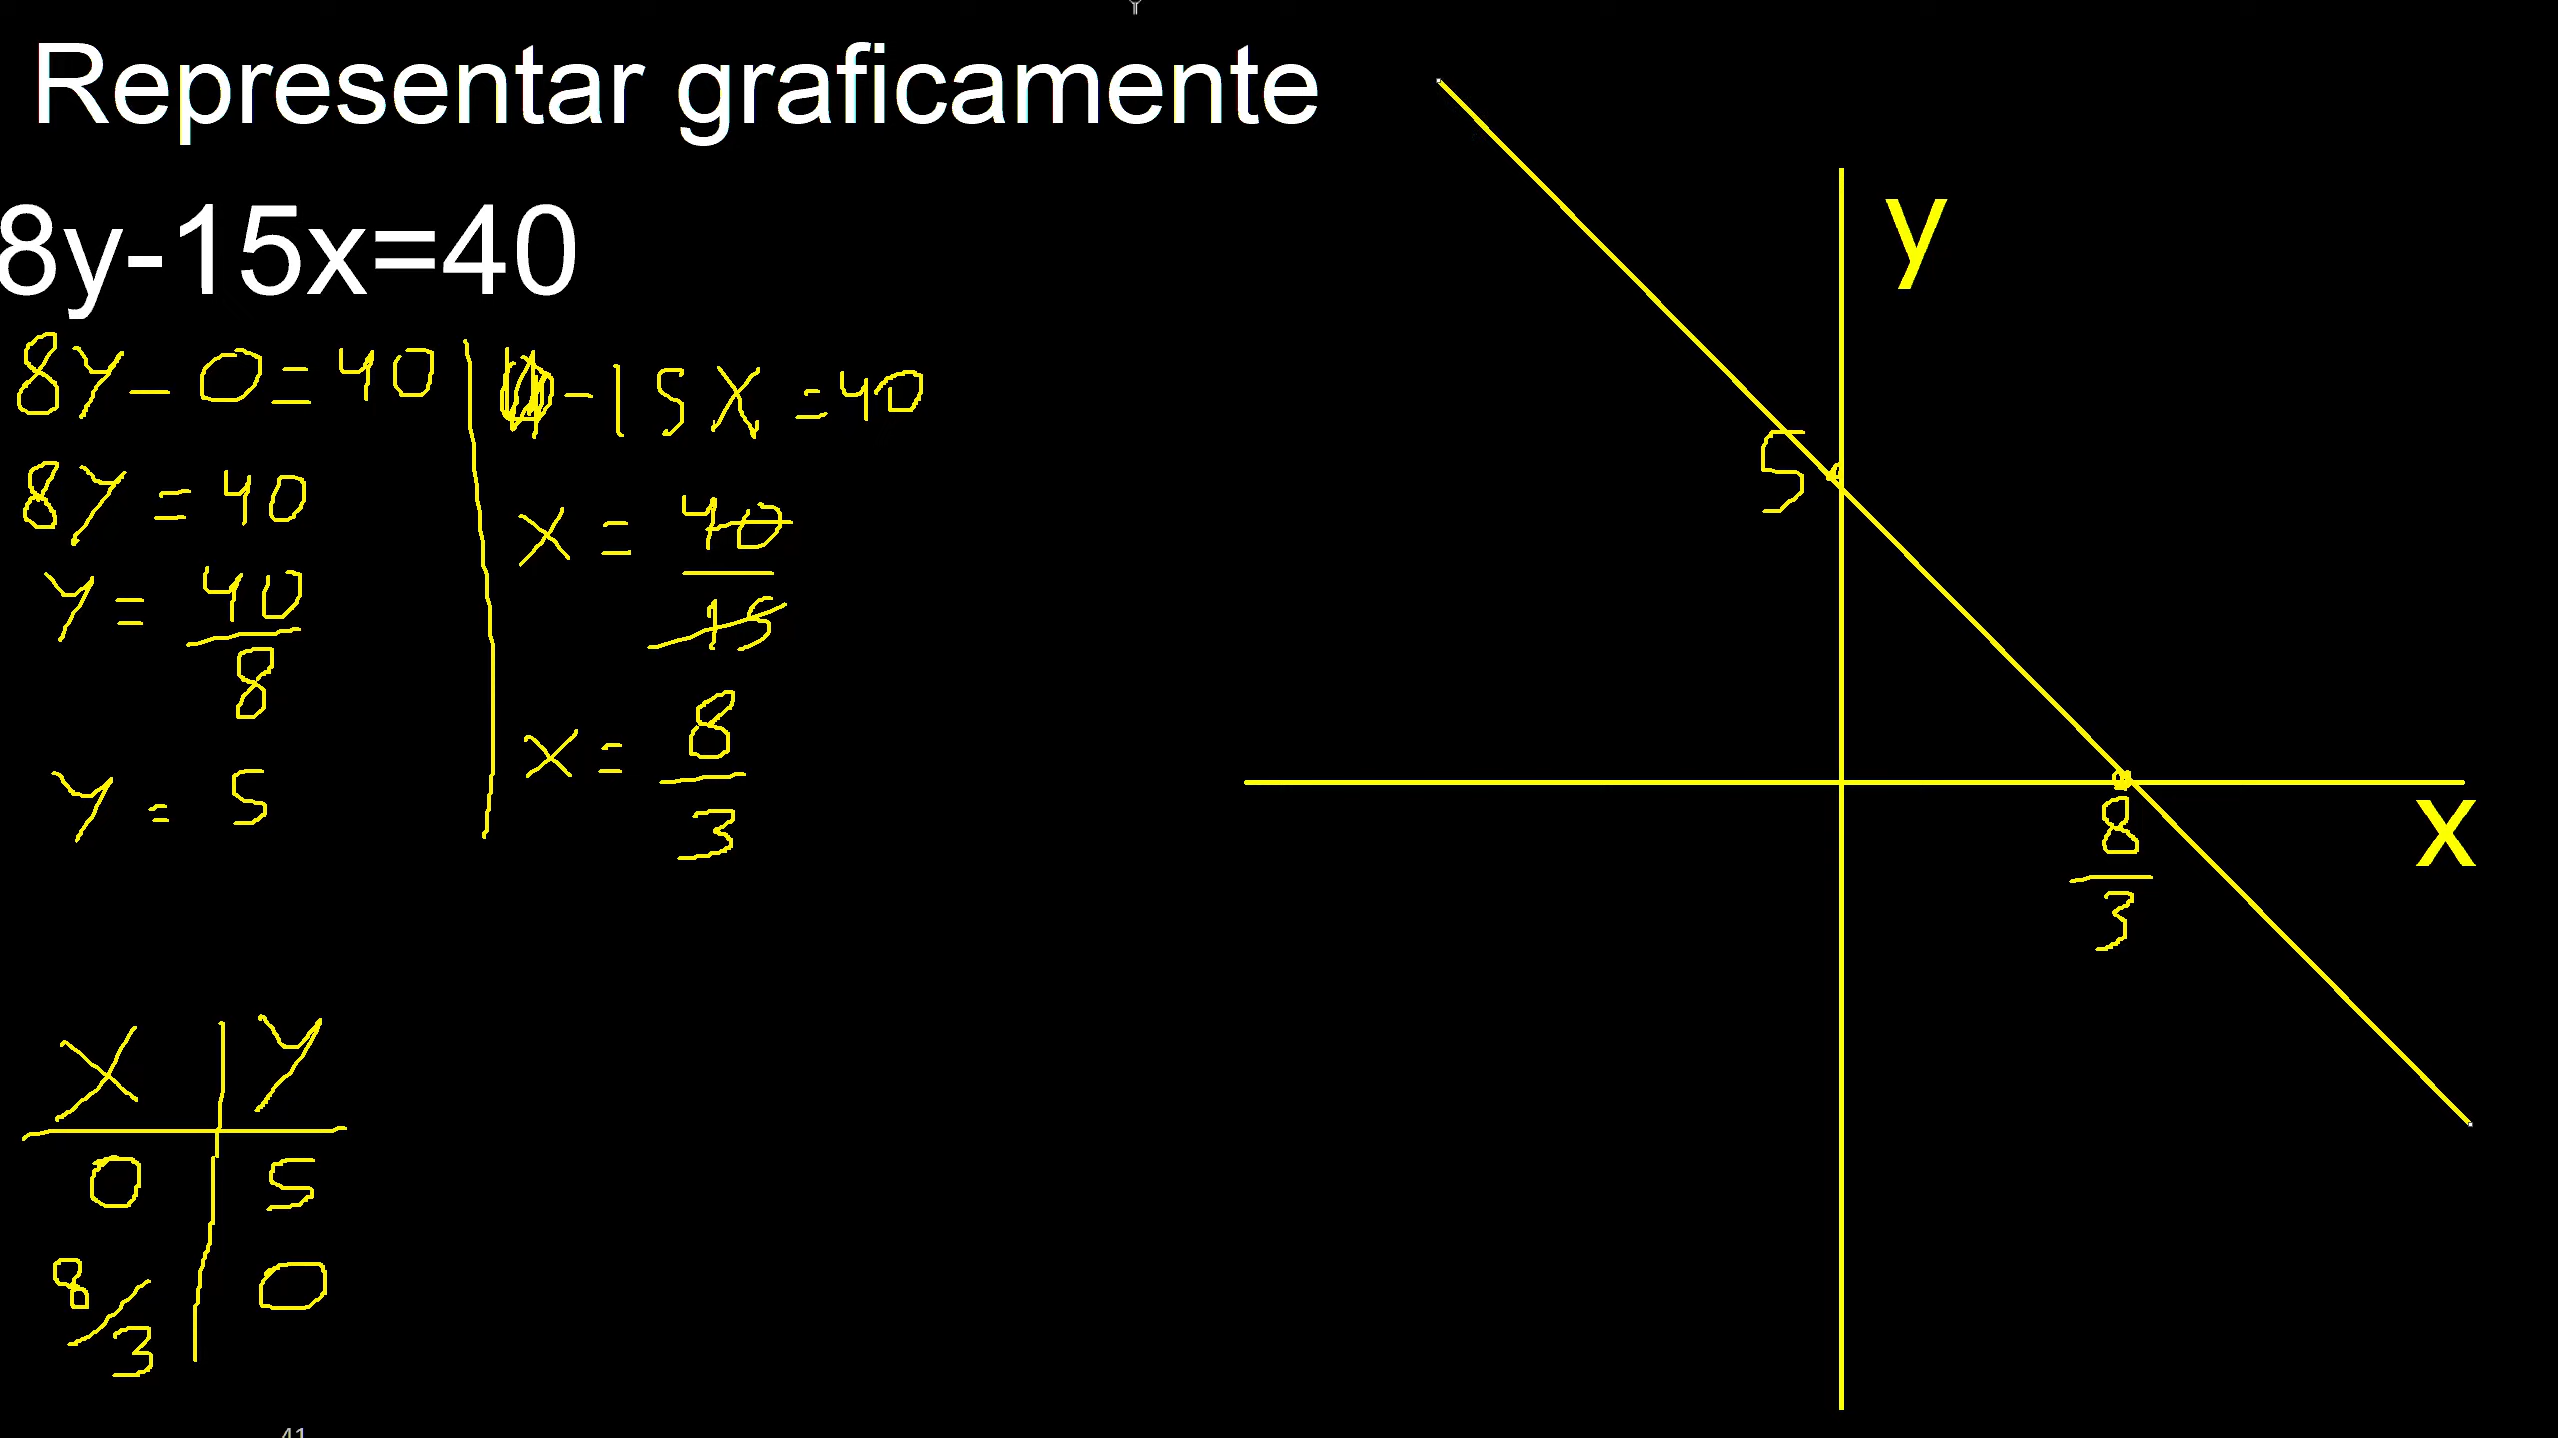 Representar graficamente
8y-15x=40
8y-0=40
8y=40
y=40/8
y=5
-15x=40
x=40/15
x=8/3
x y
0 5
8/3 0
y
5
x
8/3